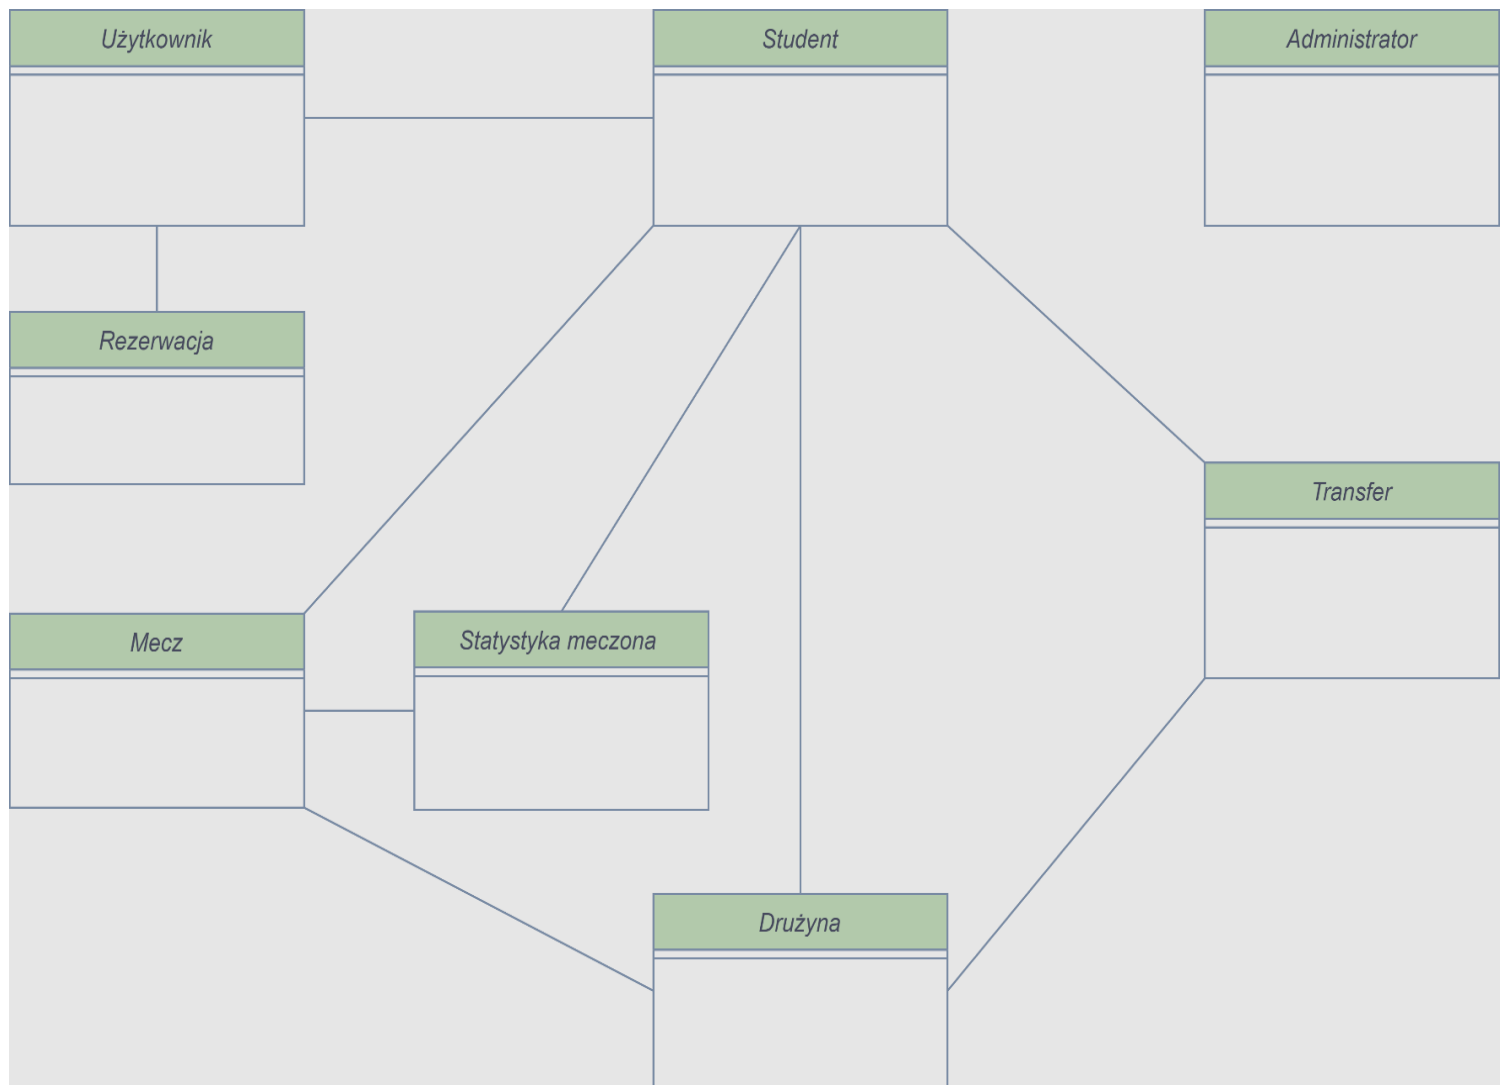 Użytkownik
Student
Administrator
Rezerwacja
Transfer
Mecz
Statystyka meczona
Drużyna